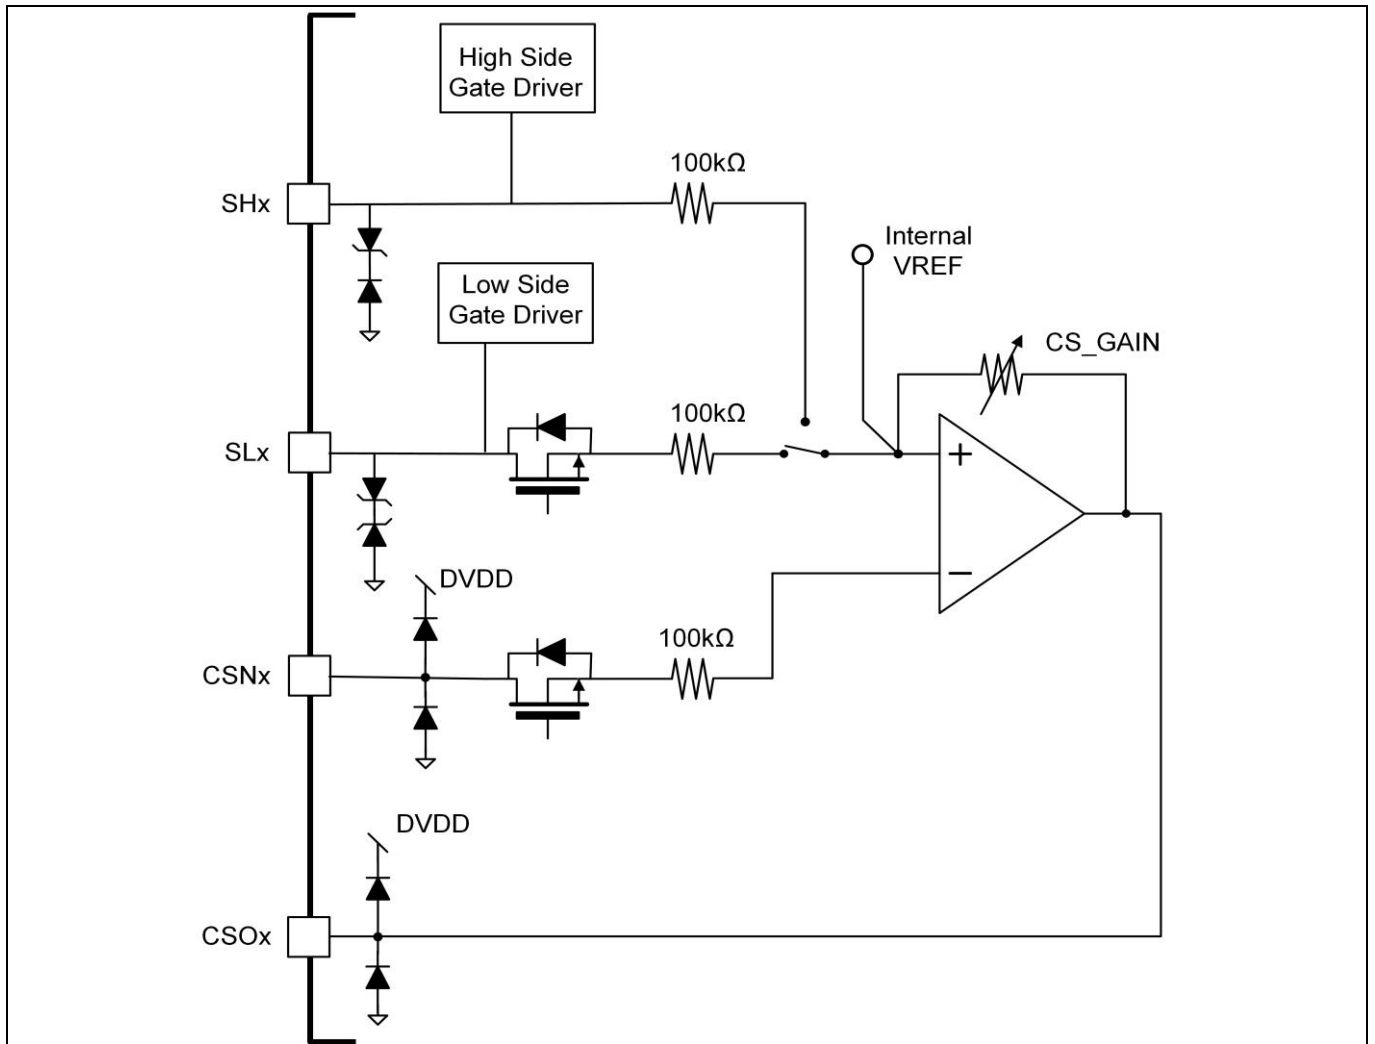 High Side
Gate Driver
100kΩ
SHx
Internal
VREF
Low Side
Gate Driver
CS_GAIN
100kΩ
SLx
+
DVDD
−
100kΩ
CSNx
DVDD
CSOx